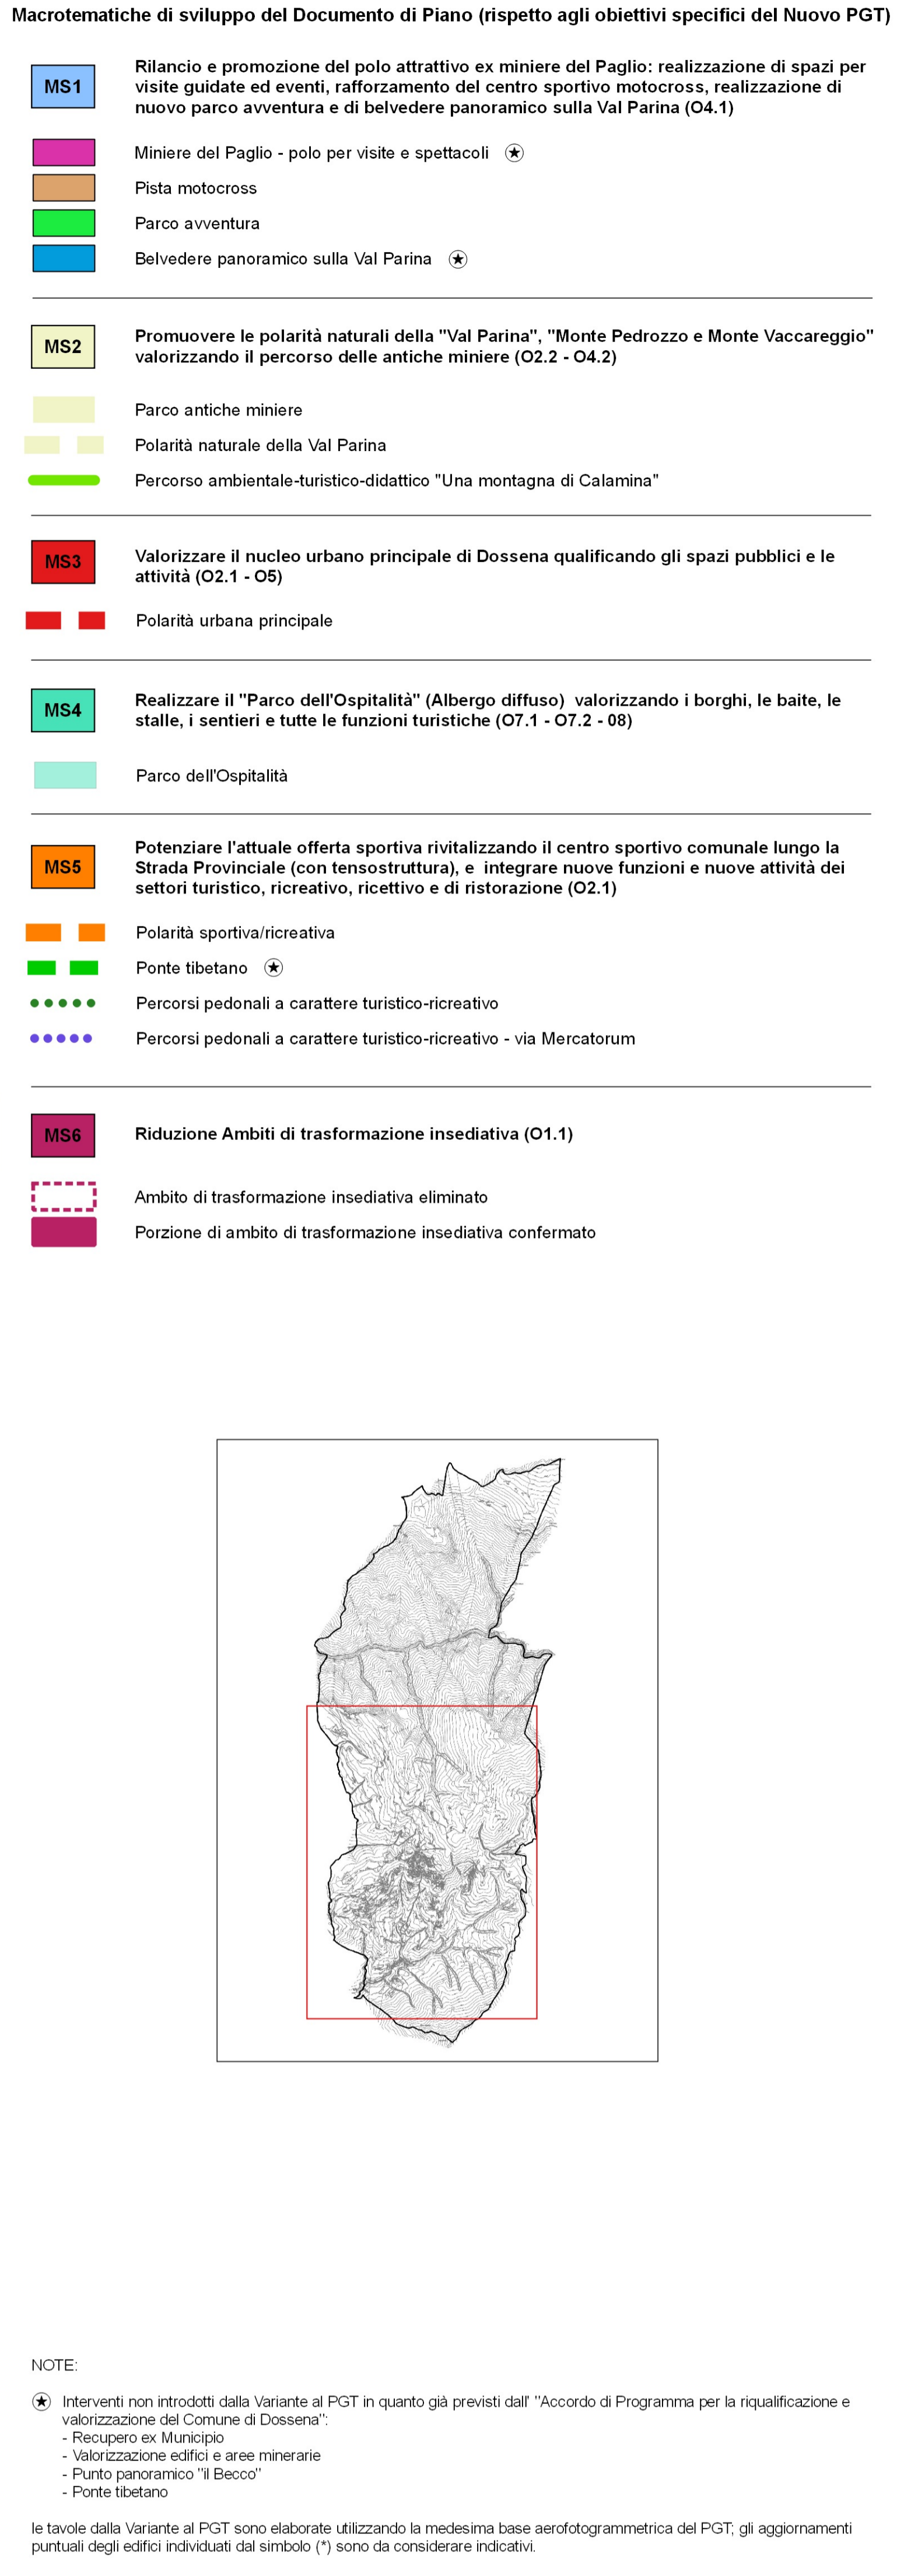 Macrotematiche di sviluppo del Documento di Piano (rispetto agli obiettivi specifici del Nuovo PGT)
MS1
Rilancio e promozione del polo attrattivo ex miniere del Paglio: realizzazione di spazi per
visite guidate ed eventi, rafforzamento del centro sportivo motocross, realizzazione di
nuovo parco avventura e di belvedere panoramico sulla Val Parina (O4.1)
Miniere del Paglio - polo per visite e spettacoli
Pista motocross
Parco avventura
Belvedere panoramico sulla Val Parina
MS2
Promuovere le polarità naturali della "Val Parina", "Monte Pedrozzo e Monte Vaccareggio"
valorizzando il percorso delle antiche miniere (O2.2 - O4.2)
Parco antiche miniere
Polarità naturale della Val Parina
Percorso ambientale-turistico-didattico "Una montagna di Calamina"
MS3
Valorizzare il nucleo urbano principale di Dossena qualificando gli spazi pubblici e le
attività (O2.1 - O5)
Polarità urbana principale
MS4
Realizzare il "Parco dell'Ospitalità" (Albergo diffuso) valorizzando i borghi, le baite, le
stalle, i sentieri e tutte le funzioni turistiche (O7.1 - O7.2 - 08)
Parco dell'Ospitalità
MS5
Potenziare l'attuale offerta sportiva rivitalizzando il centro sportivo comunale lungo la
Strada Provinciale (con tensostruttura), e integrare nuove funzioni e nuove attività dei
settori turistico, ricreativo, ricettivo e di ristorazione (O2.1)
Polarità sportiva/ricreativa
Ponte tibetano
Percorsi pedonali a carattere turistico-ricreativo
Percorsi pedonali a carattere turistico-ricreativo - via Mercatorum
MS6
Riduzione Ambiti di trasformazione insediativa (O1.1)
Ambito di trasformazione insediativa eliminato
Porzione di ambito di trasformazione insediativa confermato
NOTE:
Interventi non introdotti dalla Variante al PGT in quanto già previsti dall' "Accordo di Programma per la riqualificazione e
valorizzazione del Comune di Dossena":
- Recupero ex Municipio
- Valorizzazione edifici e aree minerarie
- Punto panoramico "il Becco"
- Ponte tibetano
le tavole dalla Variante al PGT sono elaborate utilizzando la medesima base aerofotogrammetrica del PGT; gli aggiornamenti
puntuali degli edifici individuati dal simbolo (*) sono da considerare indicativi.